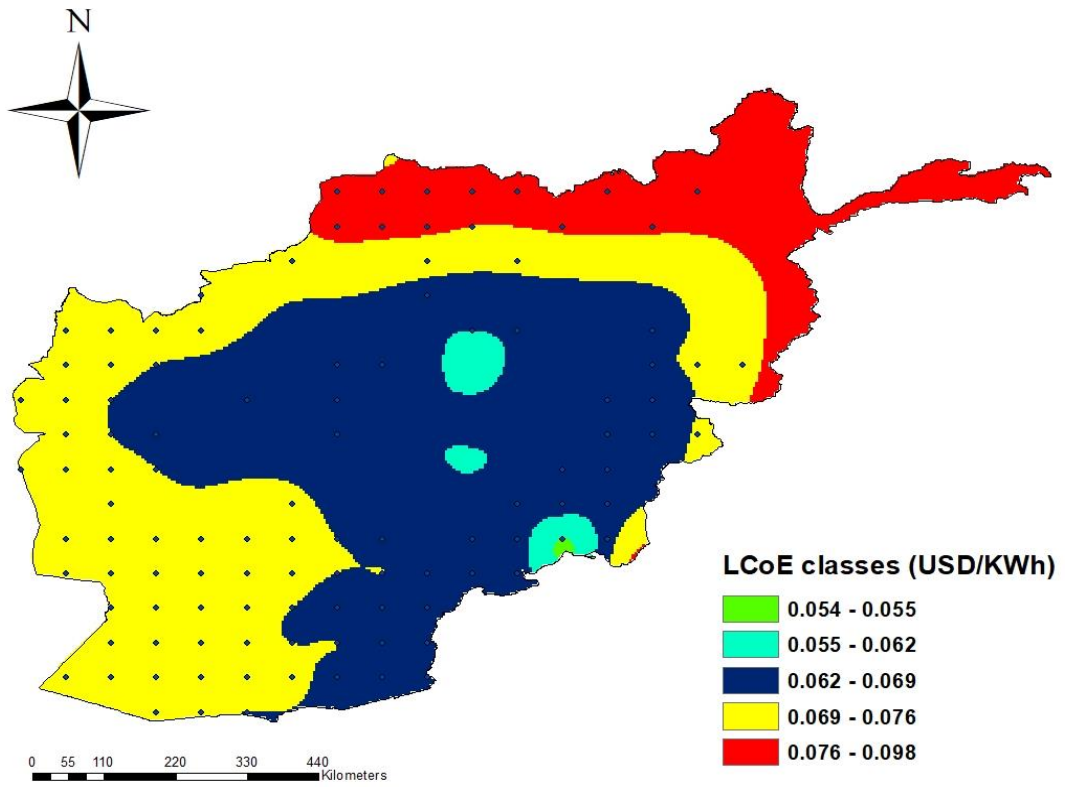 N
LCoE classes (USD/KWh)
0.054 - 0.055
0.055 - 0.062
0.062 - 0.069
0.069 - 0.076
0.076 - 0.098
0 55 110 220 330 440
Kilometers